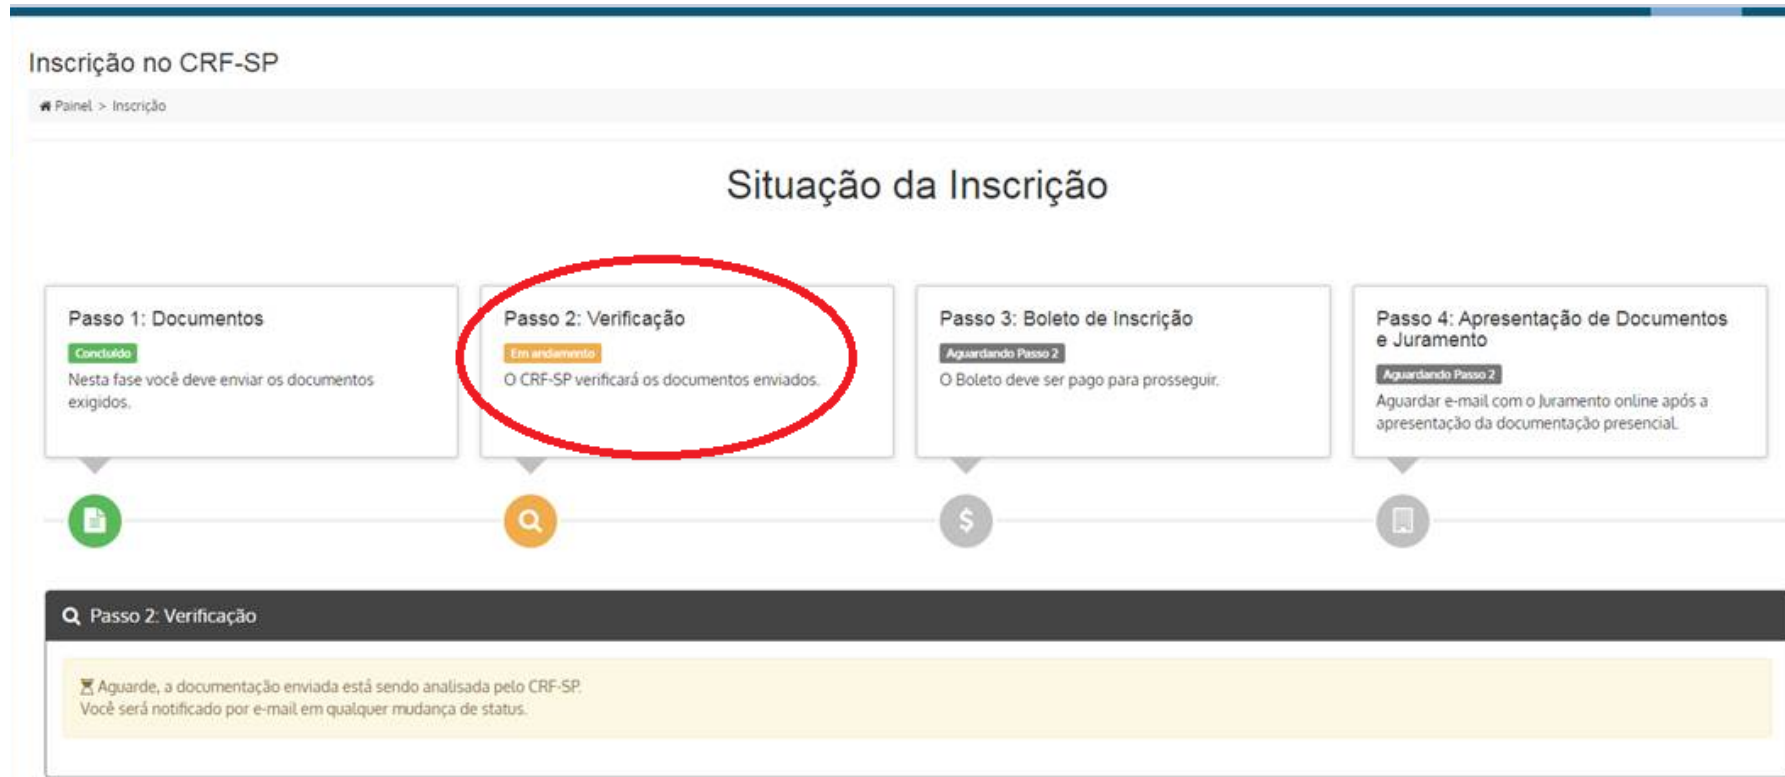 Inscrição no CRF-SP
Painel > Inscrição
Situação da Inscrição
Passo 1: Documentos
Concluído
Nesta fase você deve enviar os documentos
exigidos.
Passo 2: Verificação
Em andamento
O CRF-SP verificará os documentos enviados.
Passo 3: Boleto de Inscrição
Aguardando Passo 2
O Boleto deve ser pago para prosseguir.
Passo 4: Apresentação de Documentos
e Juramento
Aguardando Passo 2
Aguardar e-mail com o Juramento online após a
apresentação da documentação presencial.
$
Passo 2: Verificação
Aguarde, a documentação enviada está sendo analisada pelo CRF-SP.
Você será notificado por e-mail em qualquer mudança de status.